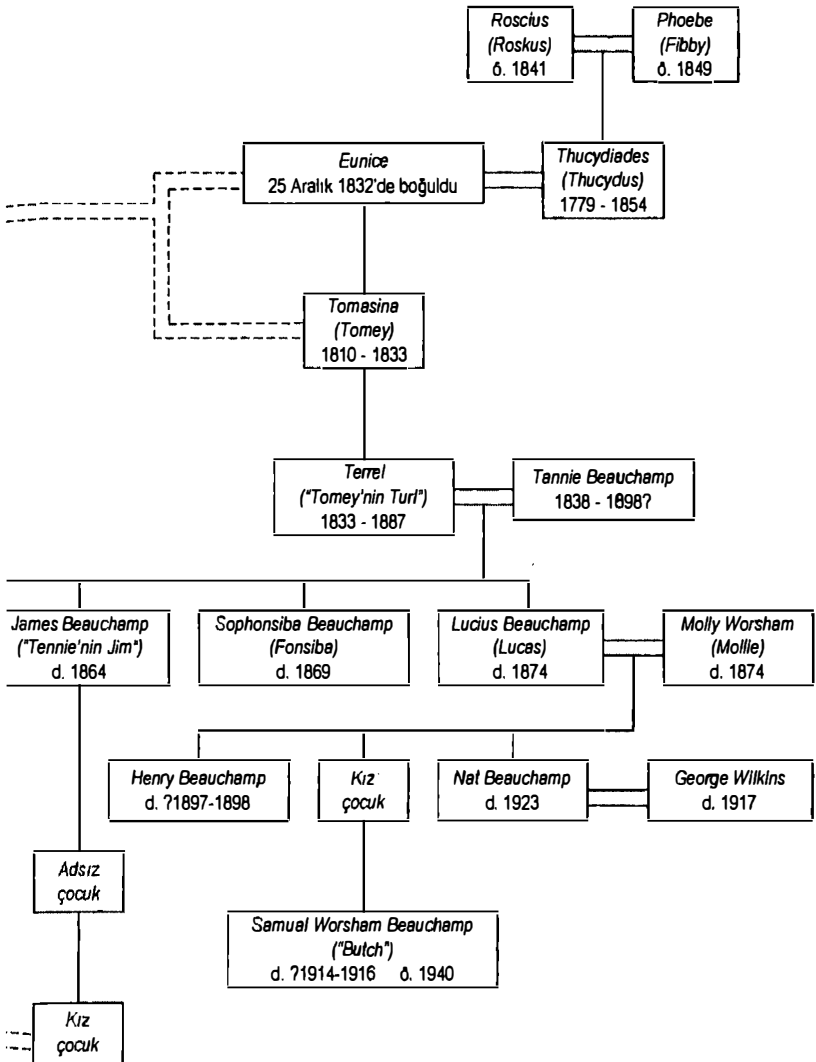 Roscius
(Roskus)
ö. 1841
Phoebe
(Fibby)
ö. 1849
Eunice
25 Aralık 1832'de boğuldu
Thucydiades
(Thucydus)
1779 - 1854
Tomasina
(Tomey)
1810 - 1833
Terrel
("Tomey'nin Turl")
1833 - 1887
Tannie Beauchamp
1838 - 1898?
James Beauchamp
("Tennie'nin Jim")
d. 1864
Sophonsiba Beauchamp
(Fonsiba)
d. 1869
Lucius Beauchamp
(Lucas)
d. 1874
Molly Worsham
(Mollie)
d. 1874
Henry Beauchamp
d. ?1897-1898
Kız
çocuk
Nat Beauchamp
d. 1923
George Wilkins
d. 1917
Adsız
çocuk
Samual Worsham Beauchamp
("Butch")
d. ?1914-1916 ö. 1940
Kız
çocuk